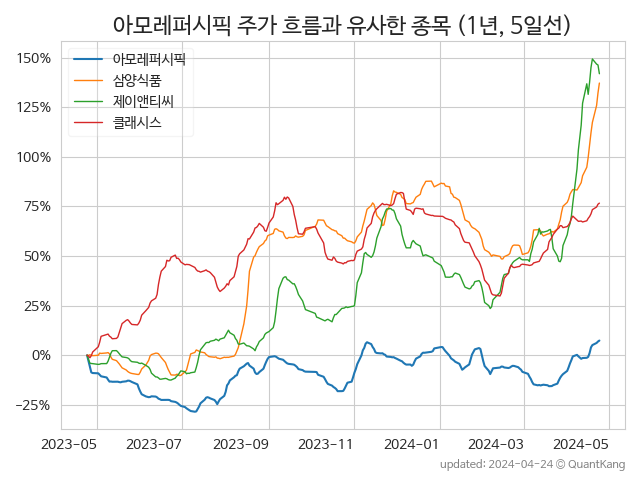 아모레퍼시픽 주가 흐름과 유사한 종목 (1년, 5일선)
아모레퍼시픽
삼양식품
제이앤티씨
클래시스
150%
125%
100%
75%
50%
25%
0%
−25%
2023-05 2023-07 2023-09 2023-11 2024-01 2024-03 2024-05
updated: 2024-04-24 © QuantKang